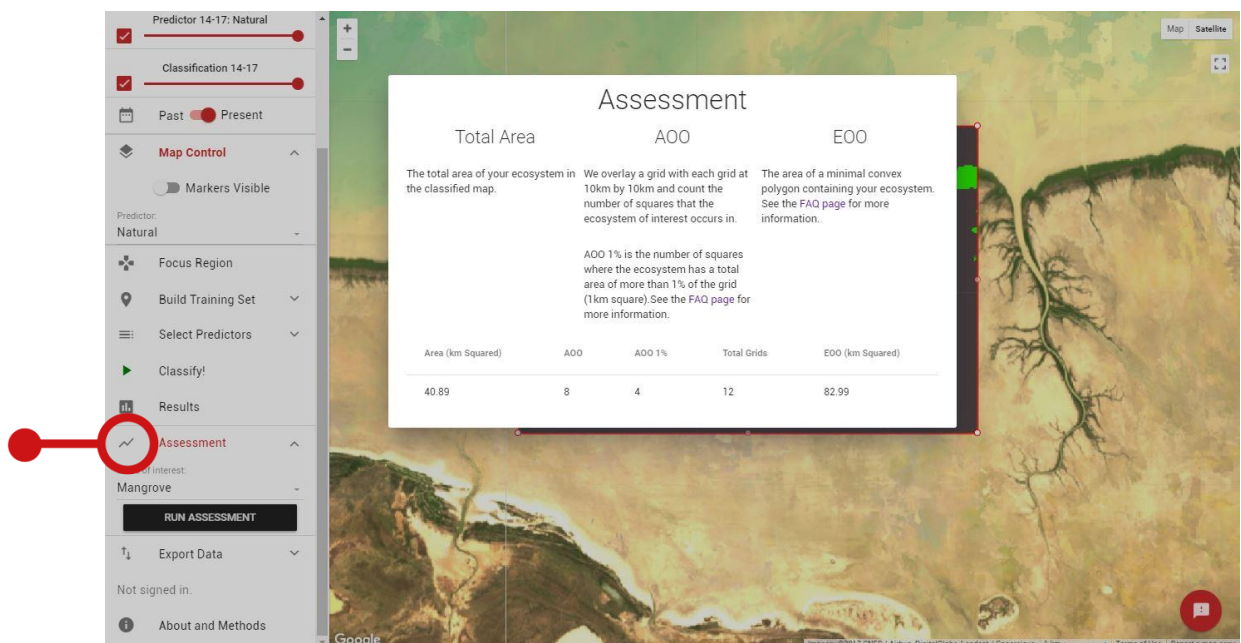 Predictor 14-17: Natural
Classification 14-17
Past Present
Map Control
Markers Visible
Predictor:
Natural
Focus Region
Build Training Set
Select Predictors
Classify!
Results
Assessment
of interest:
Mangrove
RUN ASSESSMENT
Export Data
Not signed in.
About and Methods
+
−
Map Satellite
Assessment
Total Area
The total area of your ecosystem in
the classified map.
AOO
We overlay a grid with each grid at
10km by 10km and count the
number of squares that the
ecosystem of interest occurs in.
AOO 1% is the number of squares
where the ecosystem has a total
area of more than 1% of the grid
(1km square).See the FAQ page for
more information.
EOO
The area of a minimal convex
polygon containing your ecosystem.
See the FAQ page for more
information.
Area (km Squared) AOO AOO 1% Total Grids EOO (km Squared)
40.89 8 4 12 82.99
Google